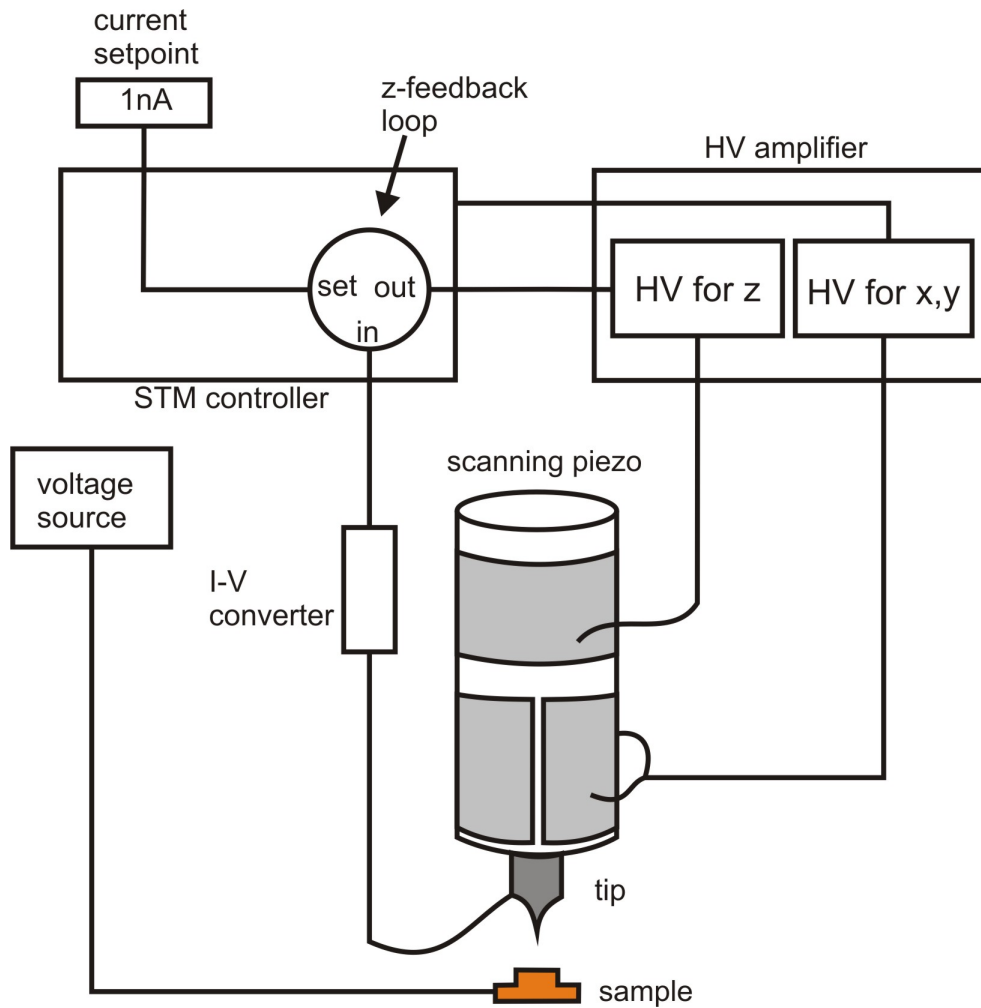 current
setpoint
1nA
z-feedback
loop
HV amplifier
set out
in
HV for z
HV for x,y
STM controller
voltage
source
scanning piezo
I-V
converter
tip
sample